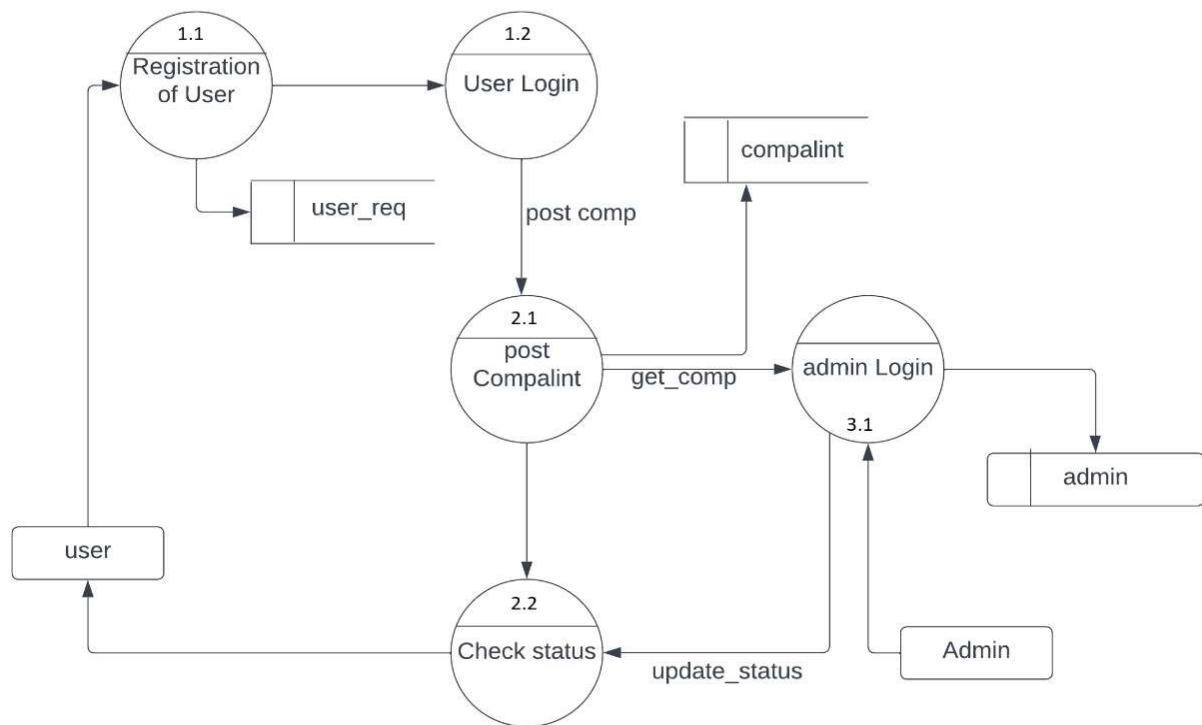 1.1
Registration
of User
1.2
User Login
compalint
user_req
post comp
2.1
post
Compalint
get_comp
admin Login
3.1
admin
user
2.2
Check status
update_status
Admin